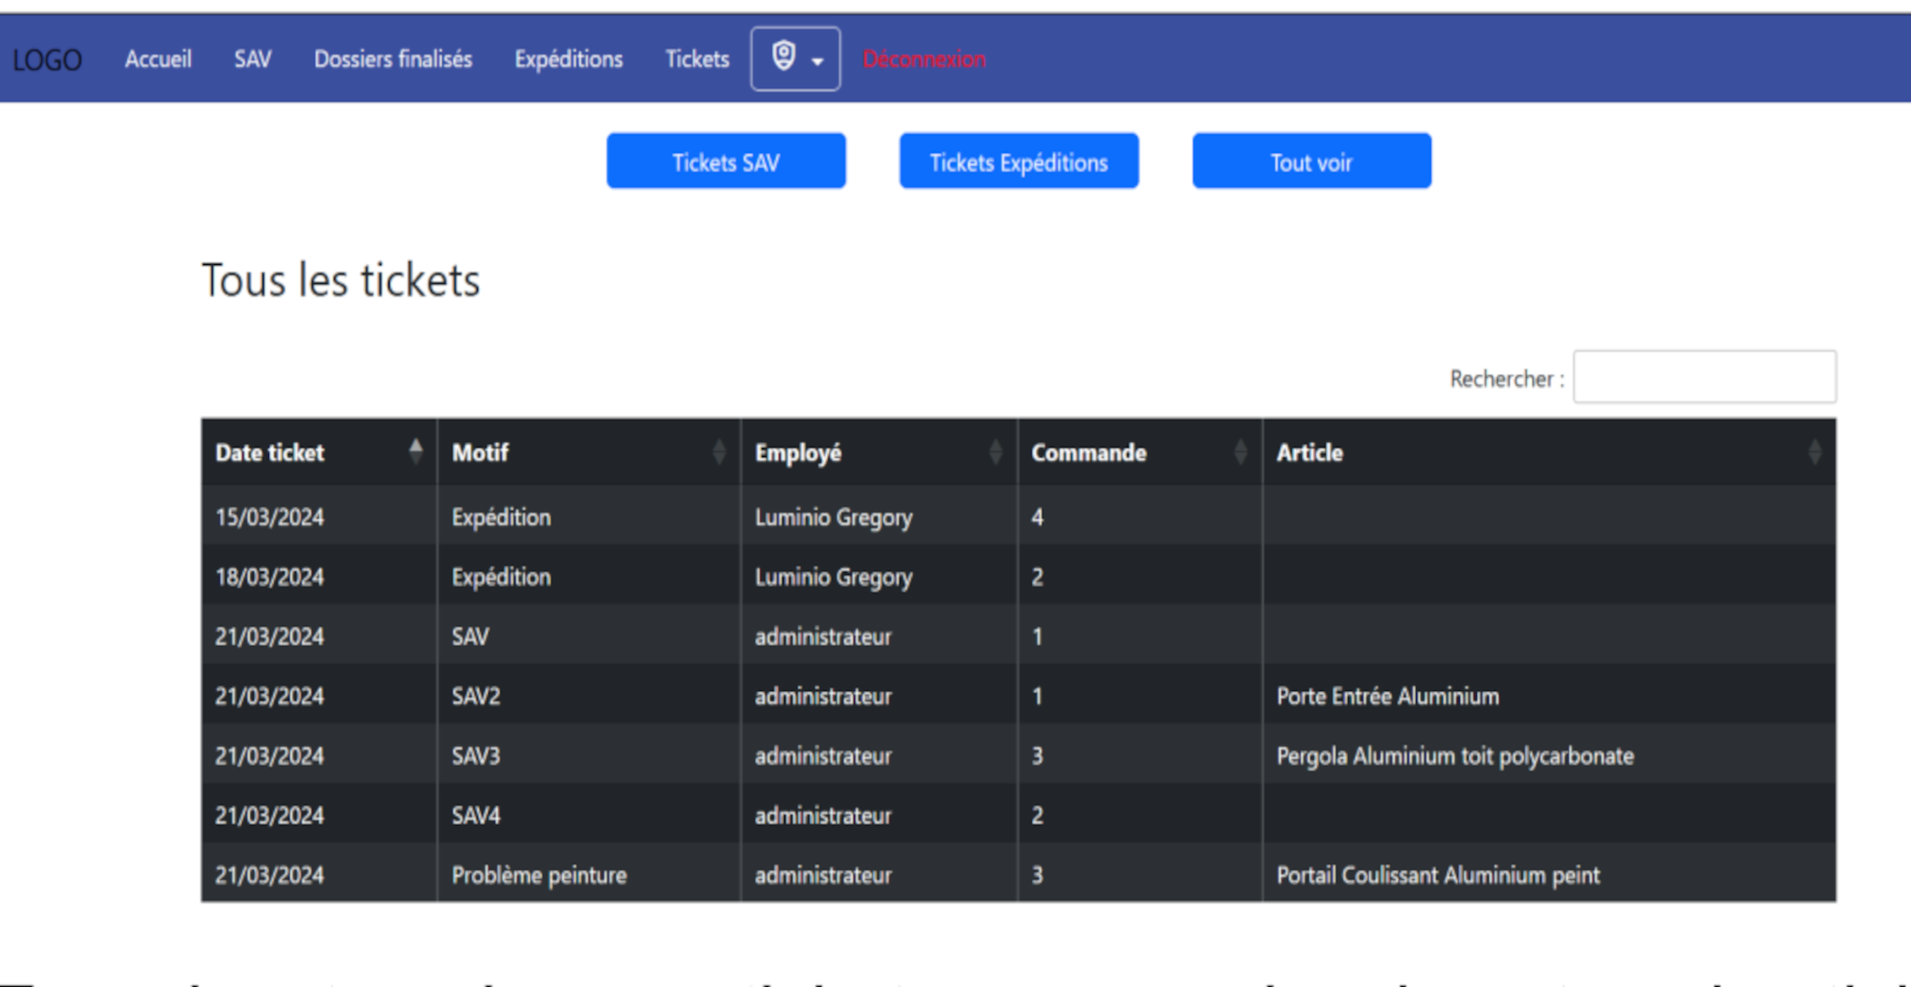 LOGO Accueil SAV Dossiers finalisés Expéditions Tickets Déconnexion
Tickets SAV Tickets Expéditions Tout voir
Tous les tickets
Rechercher :
Date ticket Motif Employé Commande Article
15/03/2024 Expédition Luminio Gregory 4
18/03/2024 Expédition Luminio Gregory 2
21/03/2024 SAV administrateur 1
21/03/2024 SAV2 administrateur 1 Porte Entrée Aluminium
21/03/2024 SAV3 administrateur 3 Pergola Aluminium toit polycarbonate
21/03/2024 SAV4 administrateur 2
21/03/2024 Problème peinture administrateur 3 Portail Coulissant Aluminium peint